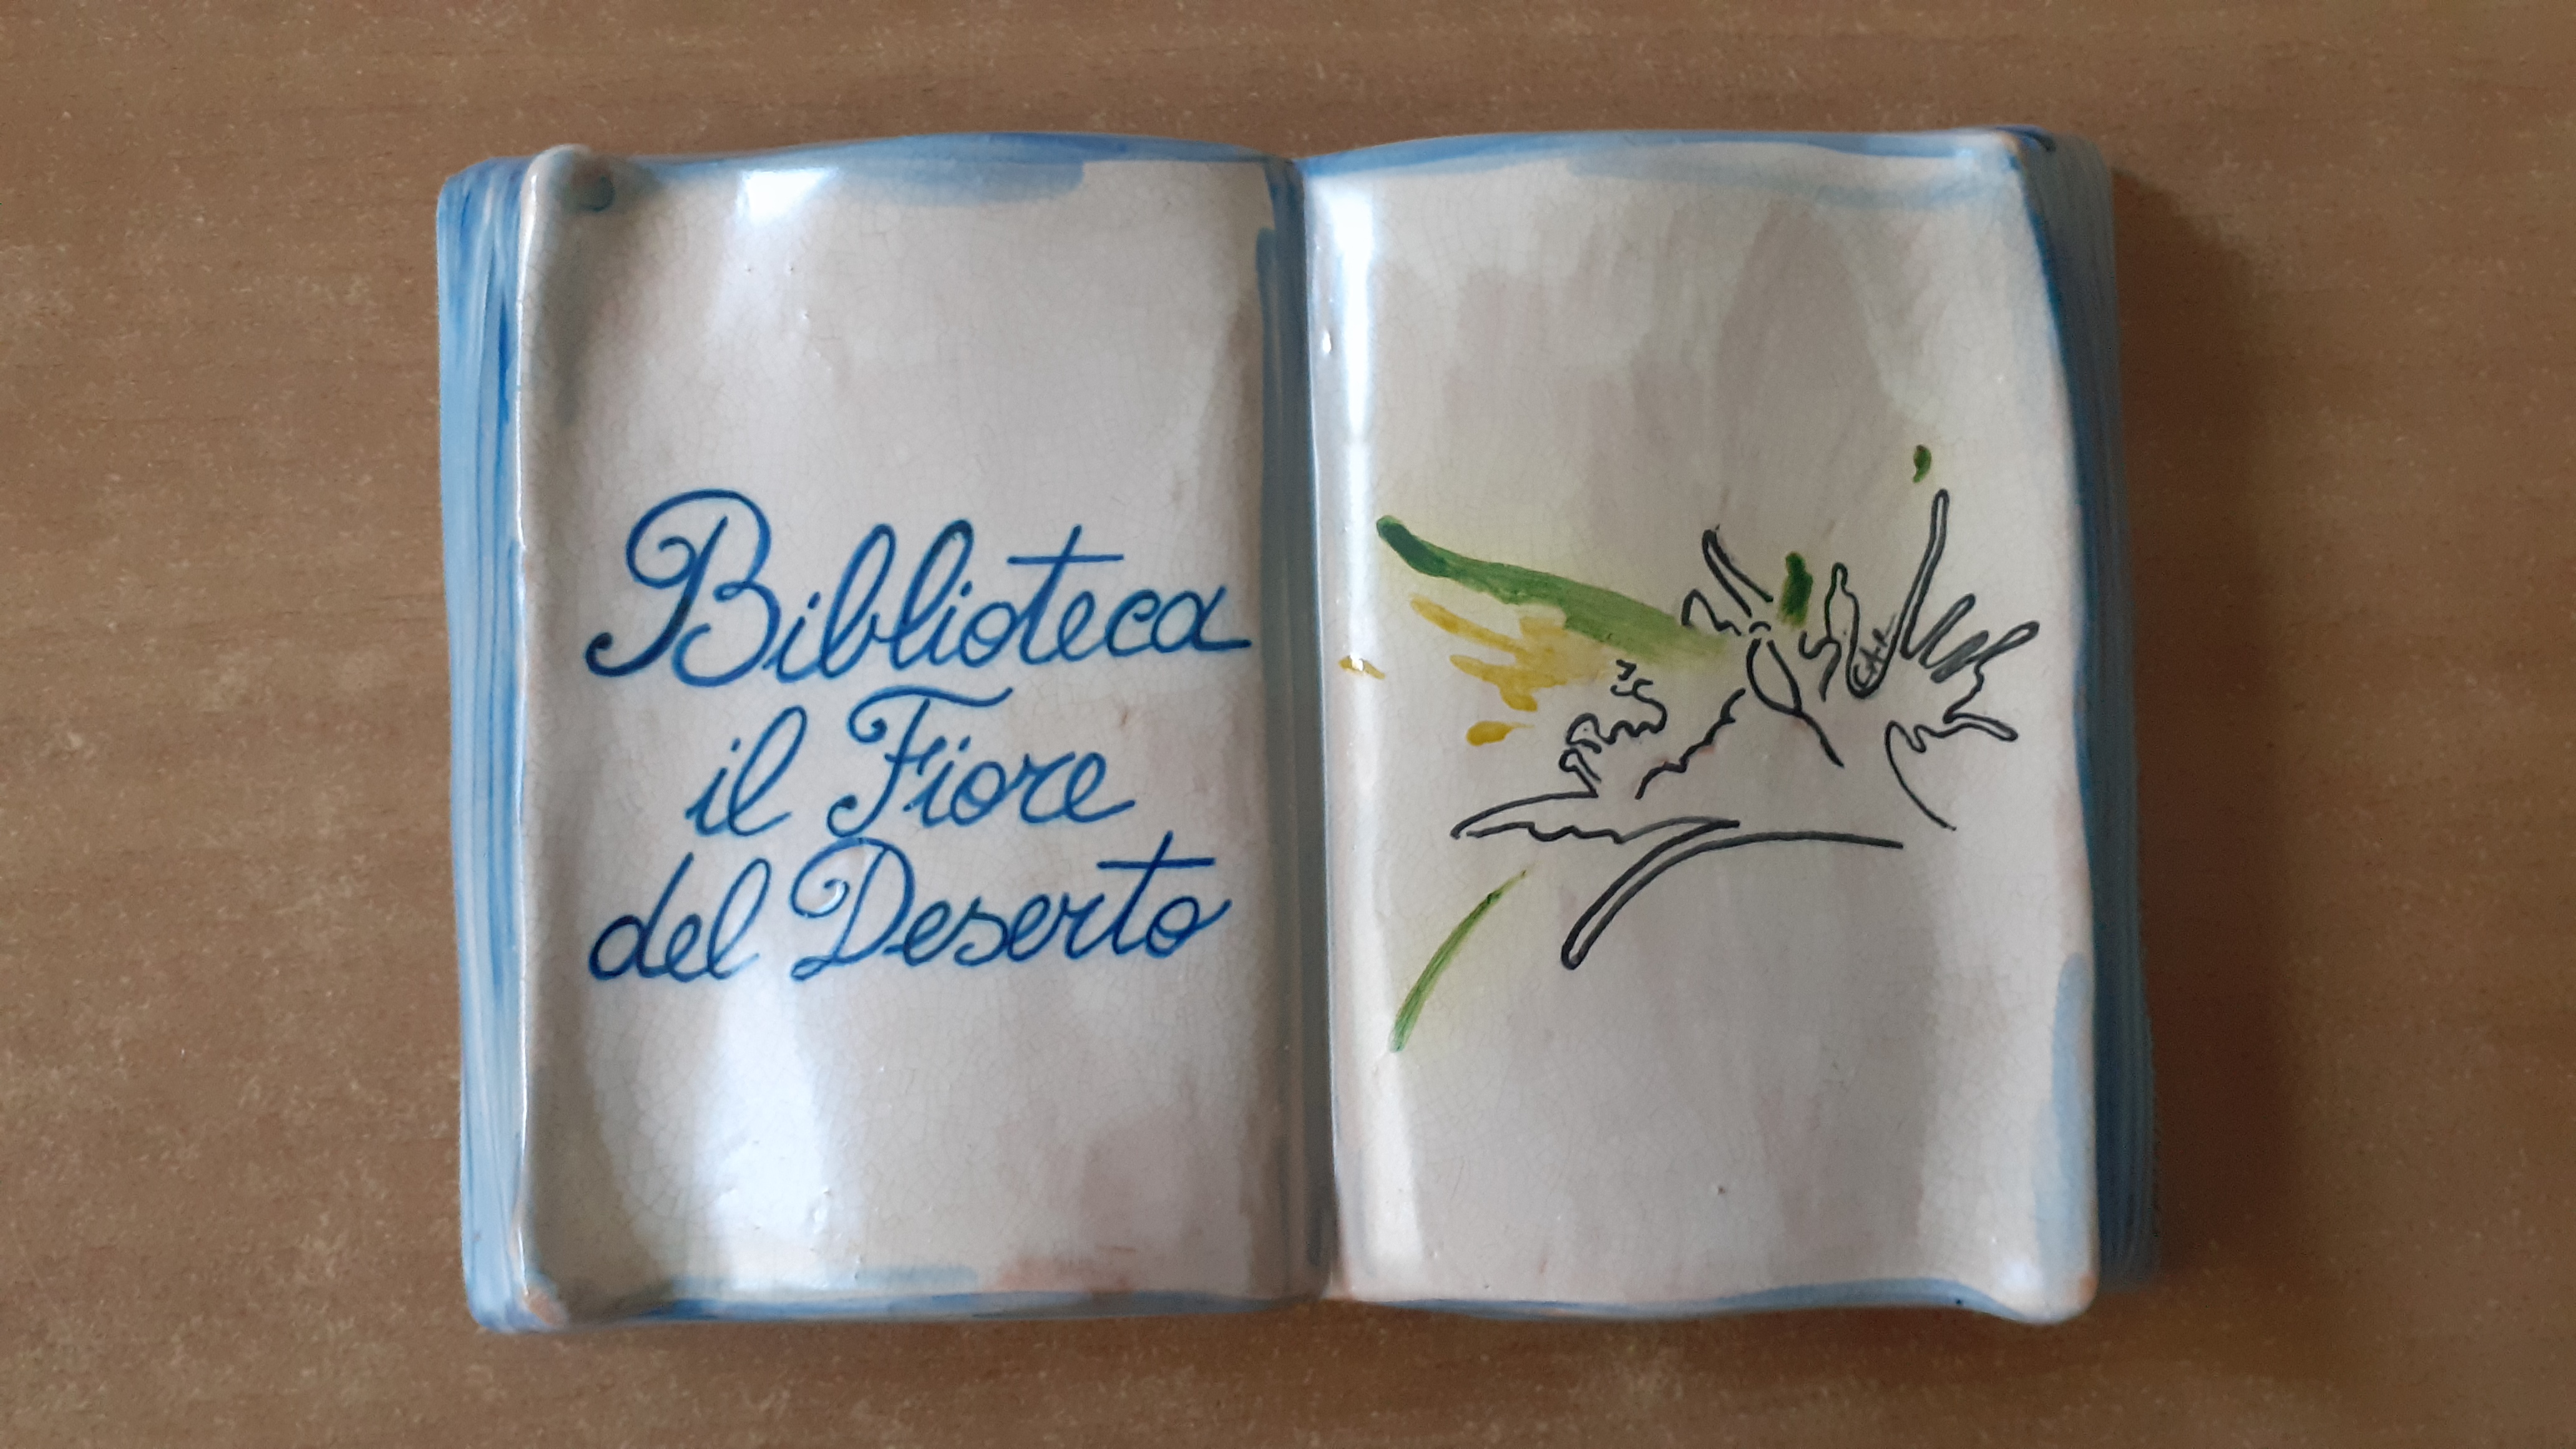 Biblioteca
il Fiore
del Deserto